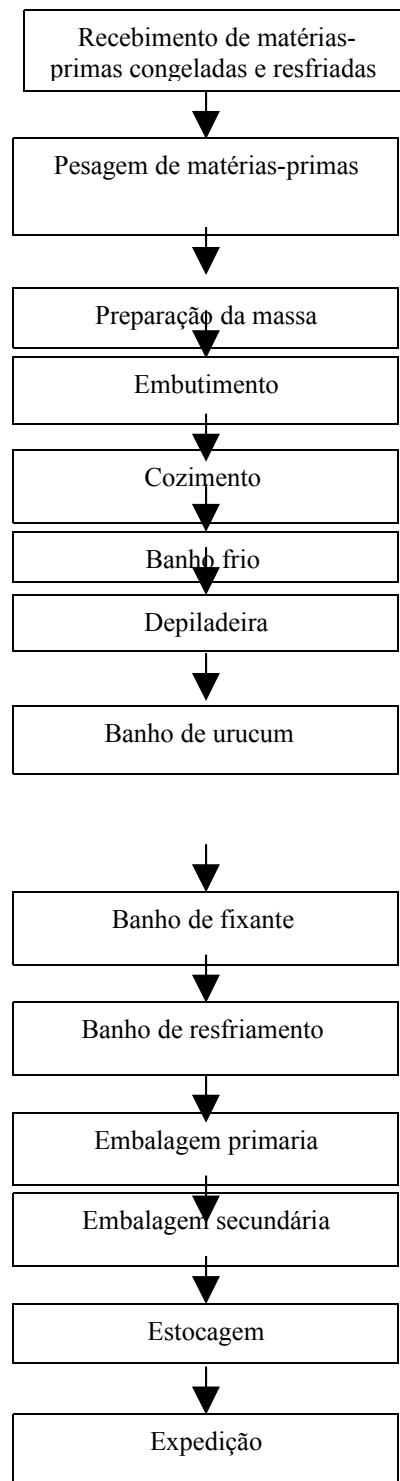 Recebimento de matérias-
primas congeladas e resfriadas
Pesagem de matérias-primas
Preparação da massa
Embutimento
Cozimento
Banho frio
Depiladeira
Banho de urucum
Banho de fixante
Banho de resfriamento
Embalagem primaria
Embalagem secundária
Estocagem
Expedição